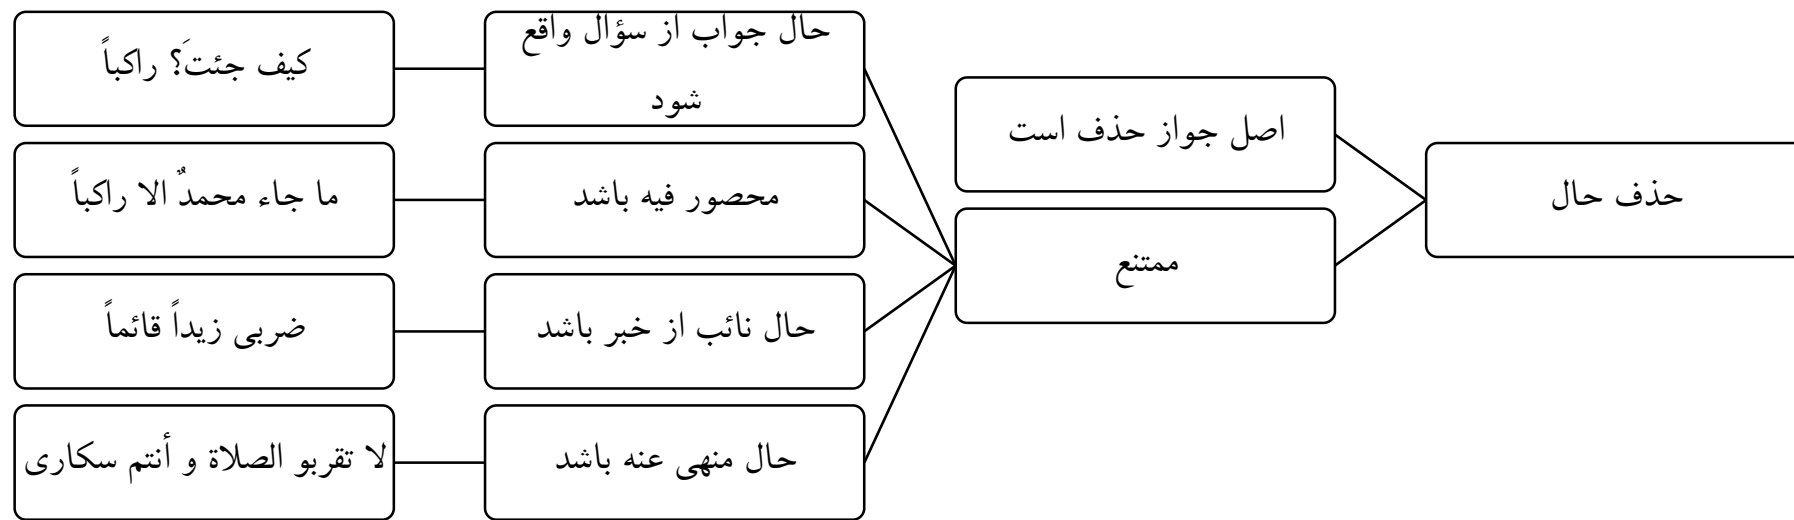 حذف حال
اصل جواز حذف است
ممتنع
حال جواب از سؤال واقع
شود
کیف جئتَ؟ راکباً
محصور فیه باشد
ما جاء محمدٌ الا راکباً
حال نائب از خبر باشد
ضربی زیداً قائماً
حال منهی عنه باشد
لا تقربو الصلاة و أنتم سکاری